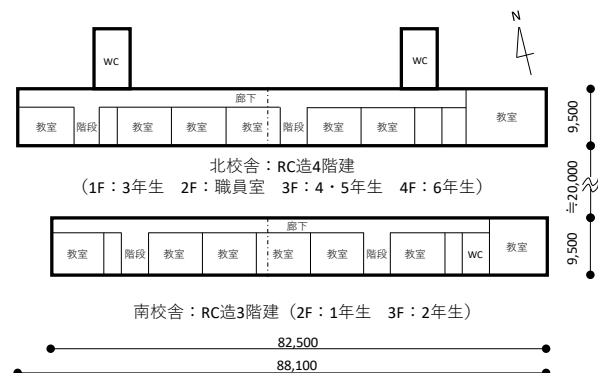 N
WC
WC
廊下
教室 階段 教室 教室 教室 階段 教室 教室 教室
9,500
北校舎：RC造4階建
（1F：3年生 2F：職員室 3F：4・5年生 4F：6年生）
≒20,000
廊下
教室 階段 教室 教室 教室 教室 階段 教室 WC 教室
9,500
南校舎：RC造3階建（2F：1年生 3F：2年生）
82,500
88,100